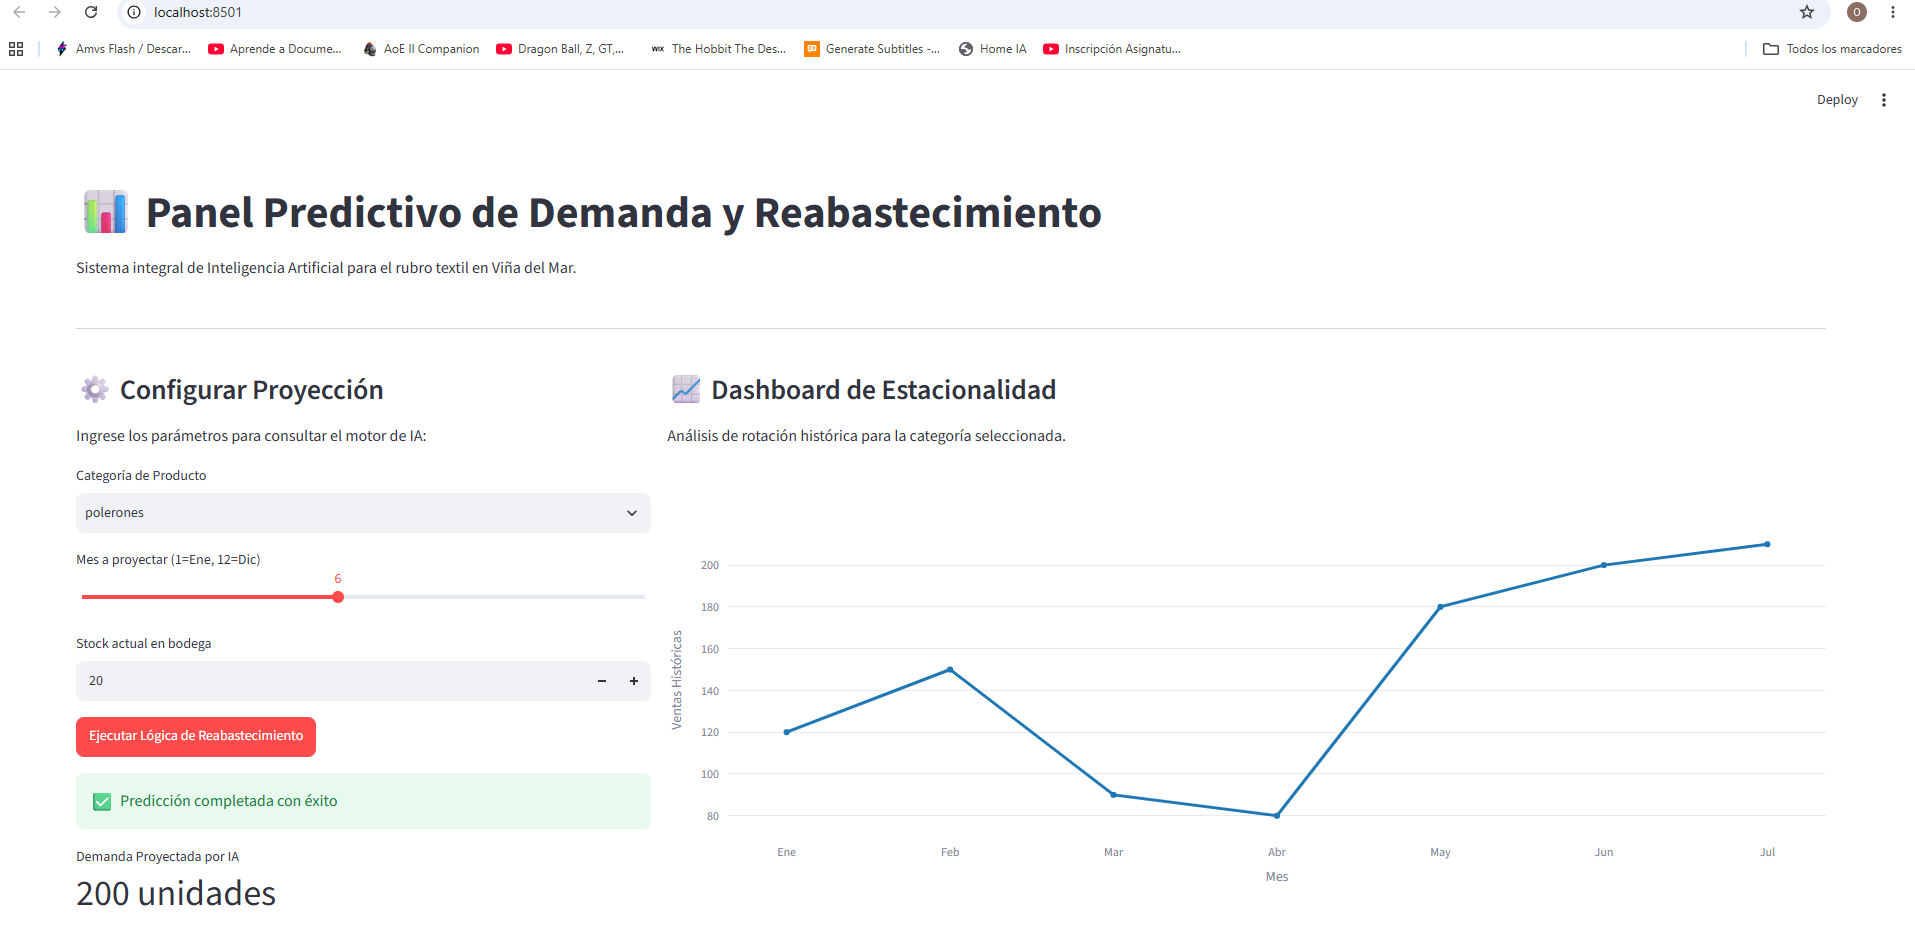 localhost:8501
O
Amvs Flash / Descar...
Aprende a Docume...
AoE II Companion
Dragon Ball, Z, GT,...
WIX
The Hobbit The Des...
Generate Subtitles -...
Home IA
Inscripción Asignatu...
Todos los marcadores
Deploy
Panel Predictivo de Demanda y Reabastecimiento
Sistema integral de Inteligencia Artificial para el rubro textil en Viña del Mar.
Configurar Proyección
Ingrese los parámetros para consultar el motor de IA:
Categoría de Producto
polerones
Mes a proyectar (1=Ene, 12=Dic)
6
Stock actual en bodega
20
Ejecutar Lógica de Reabastecimiento
Predicción completada con éxito
Demanda Proyectada por IA
200 unidades
Dashboard de Estacionalidad
Análisis de rotación histórica para la categoría seleccionada.
Ventas Históricas
200
180
160
140
120
100
80
Ene
Feb
Mar
Abr
May
Jun
Jul
Mes